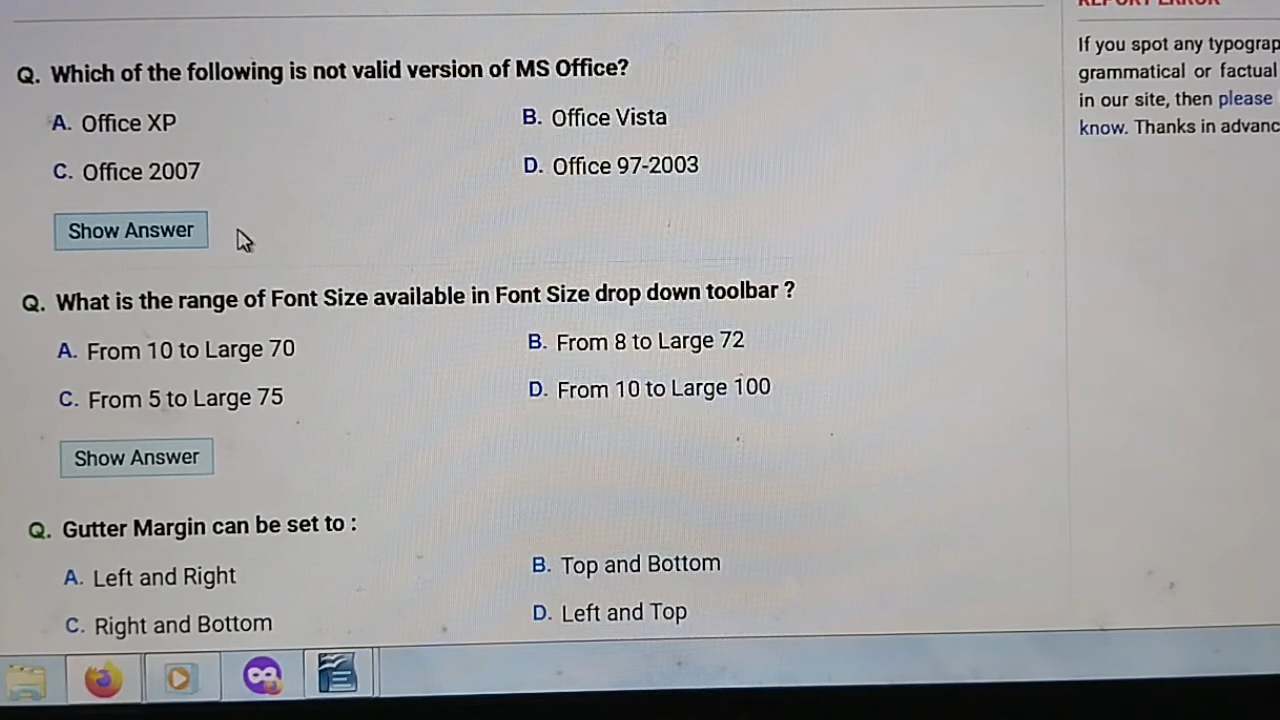 Q. Which of the following is not valid version of MS Office?
A. Office XP
B. Office Vista
C. Office 2007
D. Office 97-2003
Show Answer
Q. What is the range of Font Size available in Font Size drop down toolbar ?
A. From 10 to Large 70
B. From 8 to Large 72
C. From 5 to Large 75
D. From 10 to Large 100
Show Answer
Q. Gutter Margin can be set to :
A. Left and Right
B. Top and Bottom
C. Right and Bottom
D. Left and Top
REPORT ERROR
If you spot any typograp
grammatical or factual
in our site, then please
know. Thanks in advanc